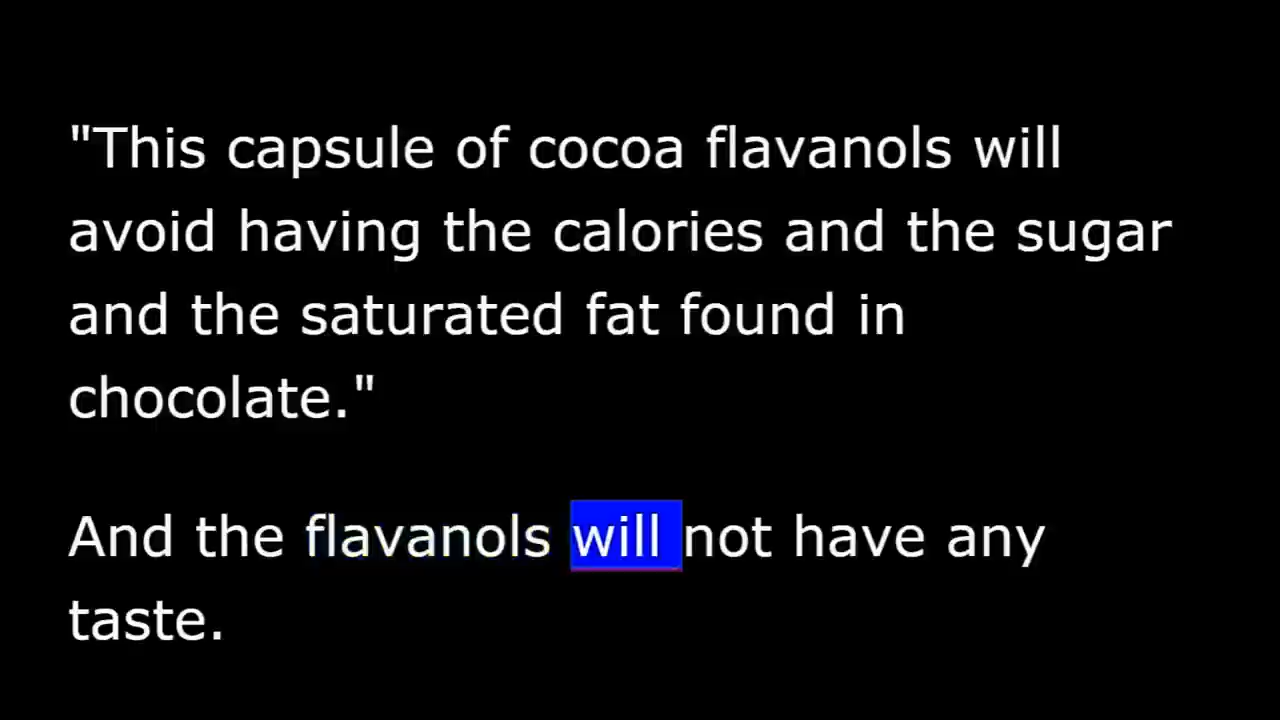 "This capsule of cocoa flavanols will
avoid having the calories and the sugar
and the saturated fat found in
chocolate."
And the flavanols will not have any
taste.